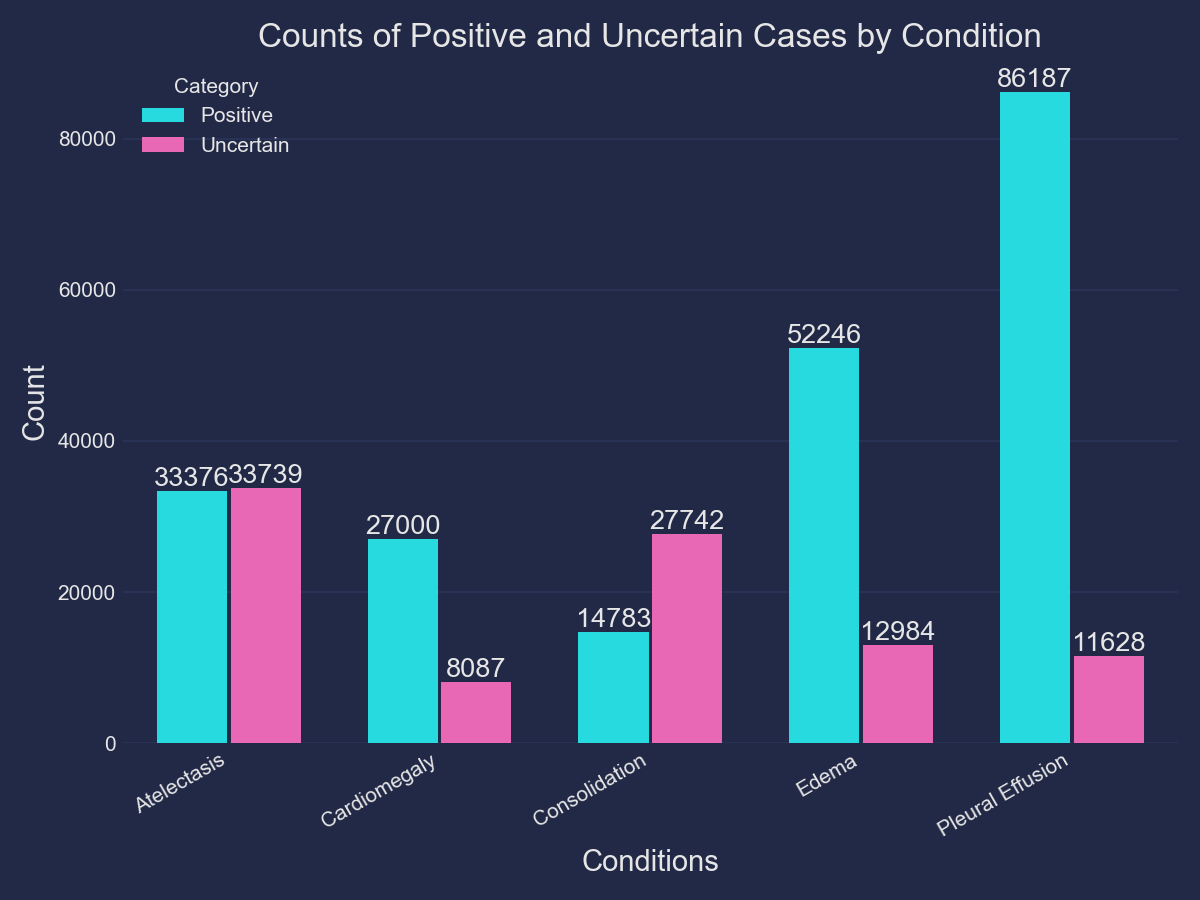 Counts of Positive and Uncertain Cases by Condition
Category
Positive
Uncertain
Count
80000
60000
40000
20000
0
33376
33739
27000
8087
14783
27742
52246
12984
86187
11628
Atelectasis
Cardiomegaly
Consolidation
Edema
Pleural Effusion
Conditions